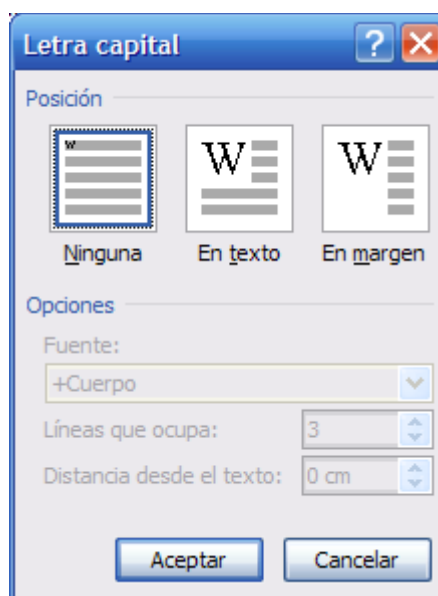 Letra capital ?
Posición
W W W
Ninguna En texto En margen
Opciones
Fuente:
+Cuerpo
Líneas que ocupa: 3
Distancia desde el texto: 0 cm
Aceptar Cancelar